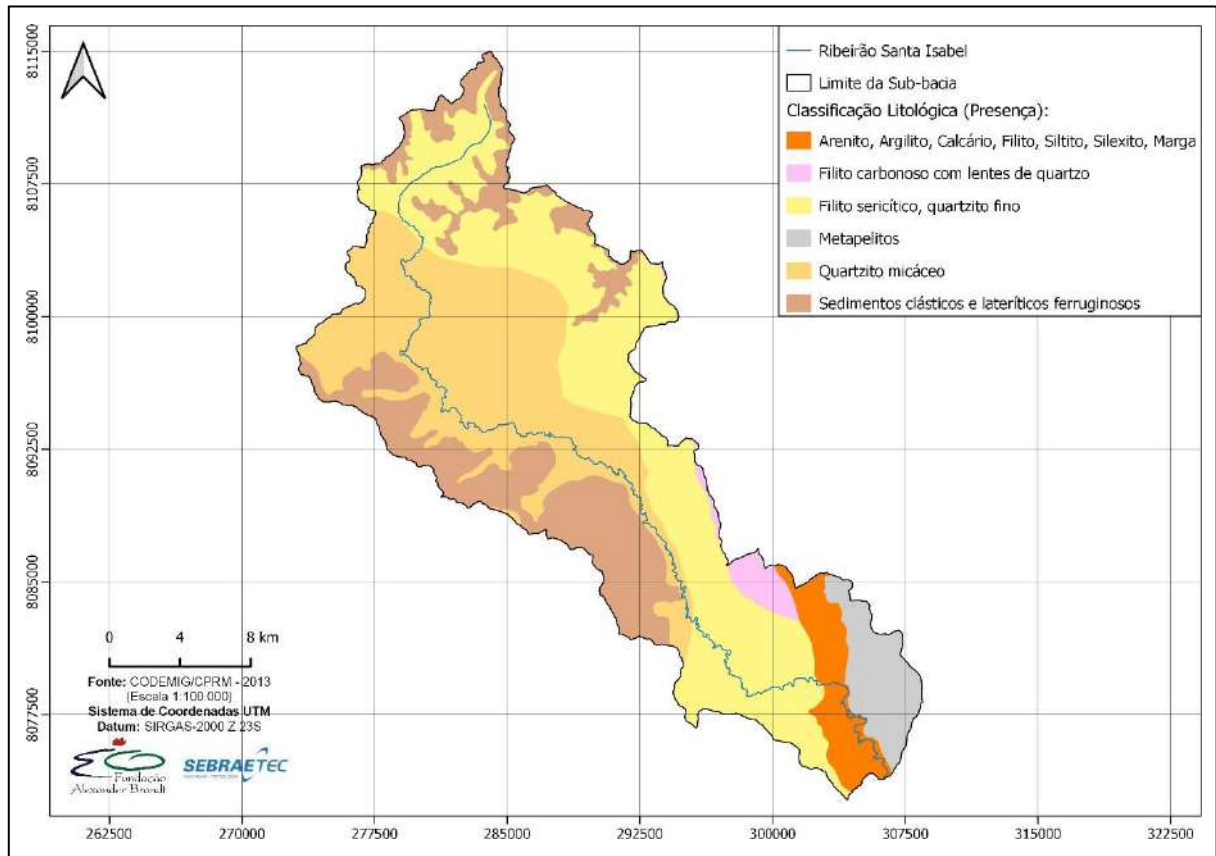 8115000
8107500
8100000
8092500
8085000
8077500
Ribeirão Santa Isabel
Limite da Sub-bacia
Classificação Litológica (Presença):
Arenito, Argilito, Calcário, Filito, Siltito, Silexito, Marga
Filito carbonoso com lentes de quartzo
Filito sericítico, quartzito fino
Metapelitos
Quartzito micáceo
Sedimentos clásticos e lateríticos ferruginosos
0 4 8 km
Fonte: CODEMIG/CPRM - 2013
(Escala 1:100.000)
Sistema de Coordenadas UTM
Datum: SIRGAS-2000 Z 23S
Fundação
Alexander Brandt
SEBRAETEC
262500 270000 277500 285000 292500 300000 307500 315000 322500